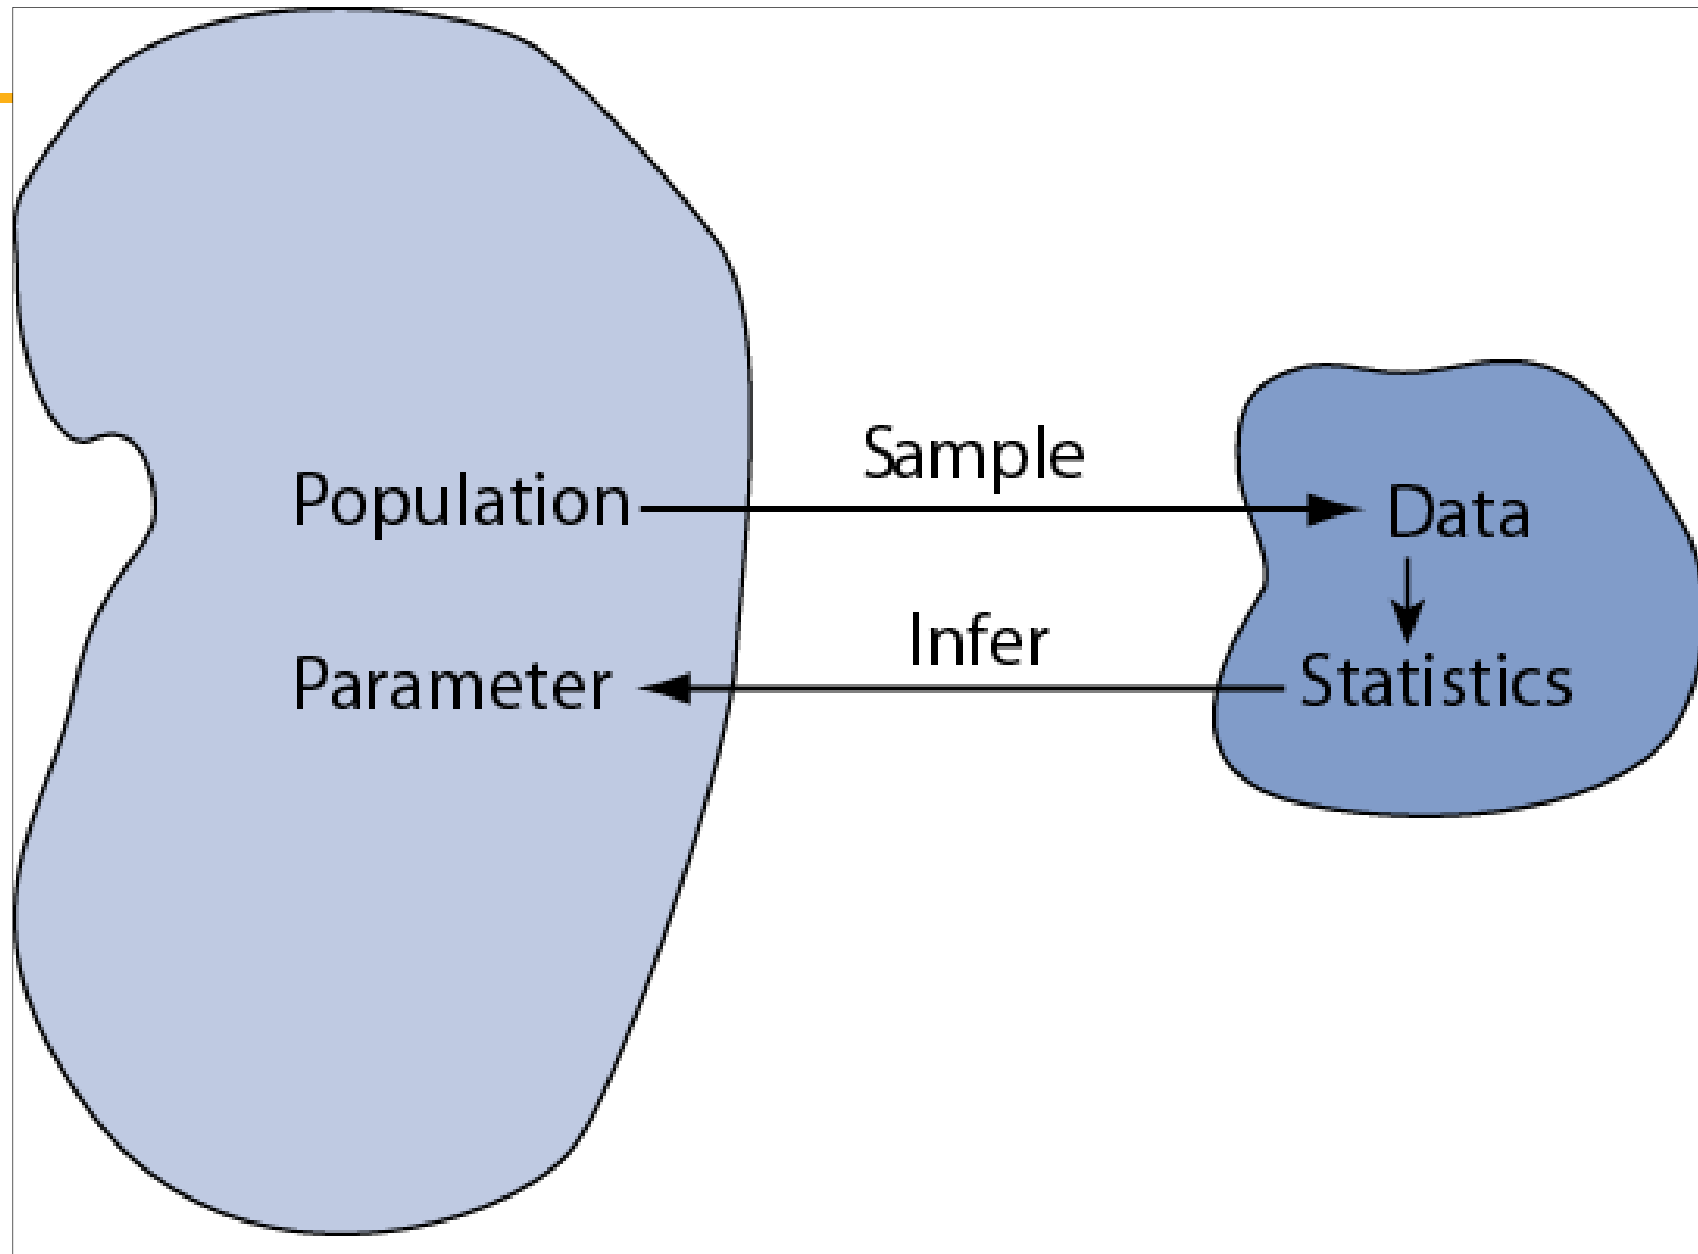 Population
Sample
Data
Parameter
Infer
Statistics